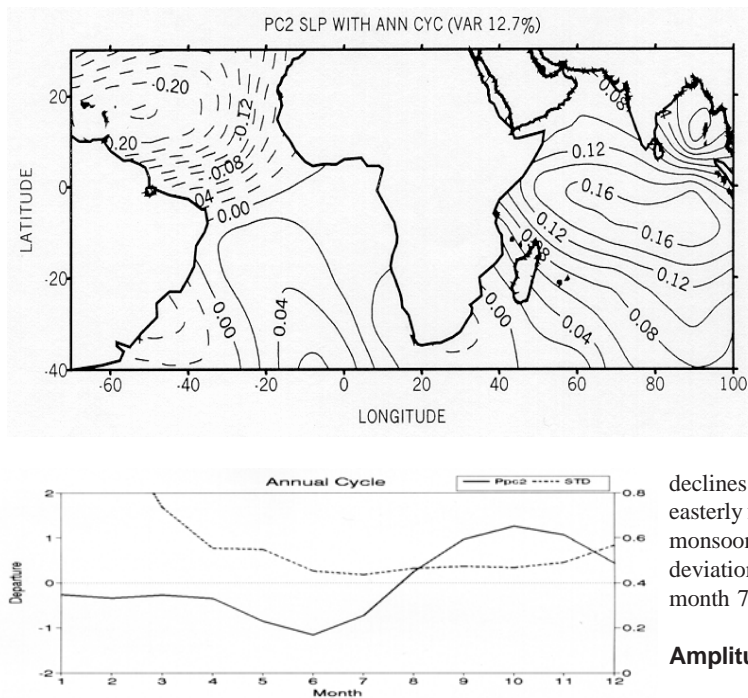 PC2 SLP WITH ANN CYC (VAR 12.7%)
LATITUDE
20
0
-20
-40
-0.20
-0.12
0.20
-0.08
04
0.00
0.08
0.12
0.16
0.16
0.12
0.12
0.08
0.04
0.00
0.04
0.00
-60 -40 -20 0 20 40 60 80 100
LONGITUDE
Annual Cycle
Ppc2 STD
Departure
2
1
0
-1
-2
0.8
0.6
0.4
0.2
0
1 2 3 4 5 6 7 8 9 10 11 12
Month
declines
easterly
monsoon
deviation
month 7
Amplitu